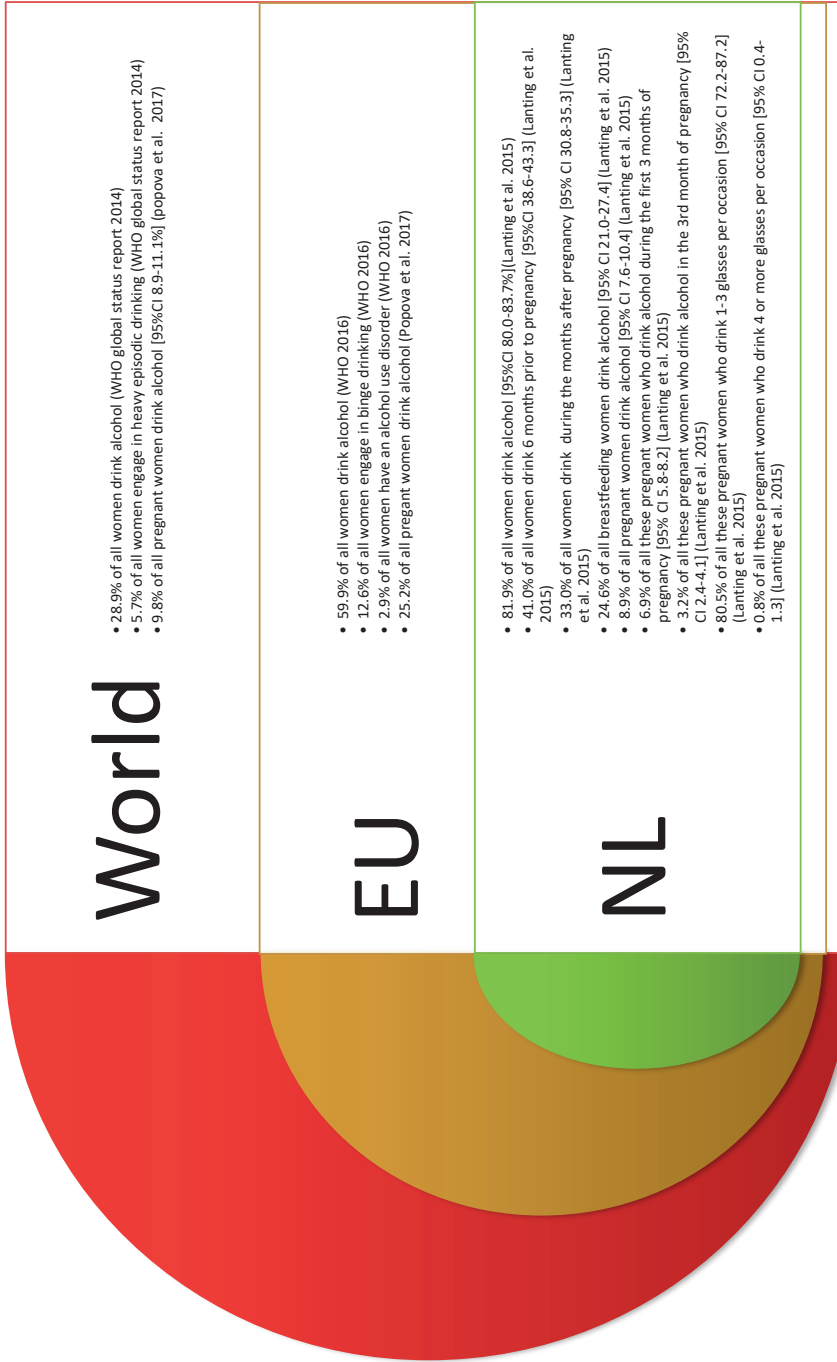 World
• 28.9% of all women drink alcohol (WHO global status report 2014)
• 5.7% of all women engage in heavy episodic drinking (WHO global status report 2014)
• 9.8% of all pregnant women drink alcohol [95%CI 8.9-11.1%] (popova et al. 2017)
EU
• 59.9% of all women drink alcohol (WHO 2016)
• 12.6% of all women engage in binge drinking (WHO 2016)
• 2.9% of all women have an alcohol use disorder (WHO 2016)
• 25.2% of all pregant women drink alcohol (Popova et al. 2017)
NL
• 81.9% of all women drink alcohol [95%CI 80.0-83.7%](Lanting et al. 2015)
• 41.0% of all women drink 6 months prior to pregnancy [95%CI 38.6-43.3] (Lanting et al.
2015)
• 33.0% of all women drink during the months after pregnancy [95% CI 30.8-35.3] (Lanting
et al. 2015)
• 24.6% of all breastfeeding women drink alcohol [95% CI 21.0-27.4] (Lanting et al. 2015)
• 8.9% of all pregnant women drink alcohol [95% CI 7.6-10.4] (Lanting et al. 2015)
• 6.9% of all these pregnant women who drink alcohol during the first 3 months of
pregnancy [95% CI 5.8-8.2] (Lanting et al. 2015)
• 3.2% of all these pregnant women who drink alcohol in the 3rd month of pregnancy [95%
CI 2.4-4.1] (Lanting et al. 2015)
• 80.5% of all these pregnant women who drink 1-3 glasses per occasion [95% CI 72.2-87.2]
(Lanting et al. 2015)
• 0.8% of all these pregnant women who drink 4 or more glasses per occasion [95% CI 0.4-
1.3] (Lanting et al. 2015)